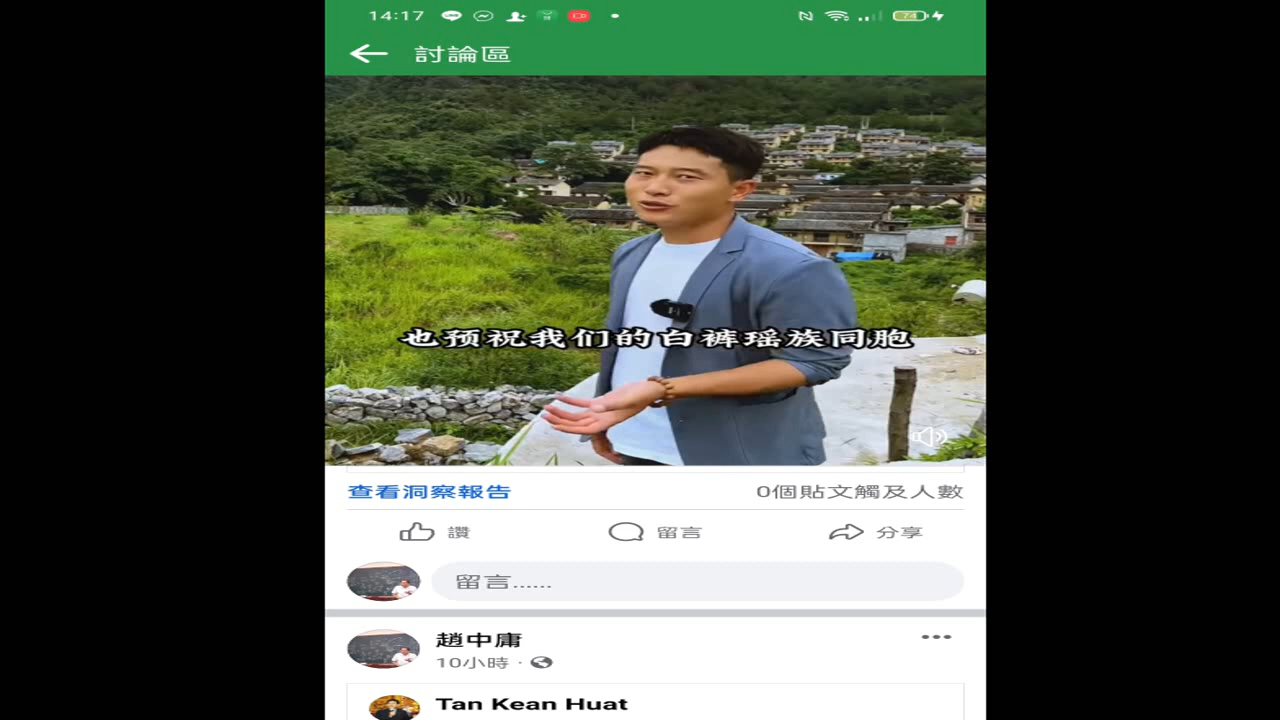 14:17
74
討論區
也预祝我们的白裤瑶族同胞
查看洞察報告
0個貼文觸及人數
讚
留言
分享
留言......
趙中庸
10小時 ·
Tan Kean Huat